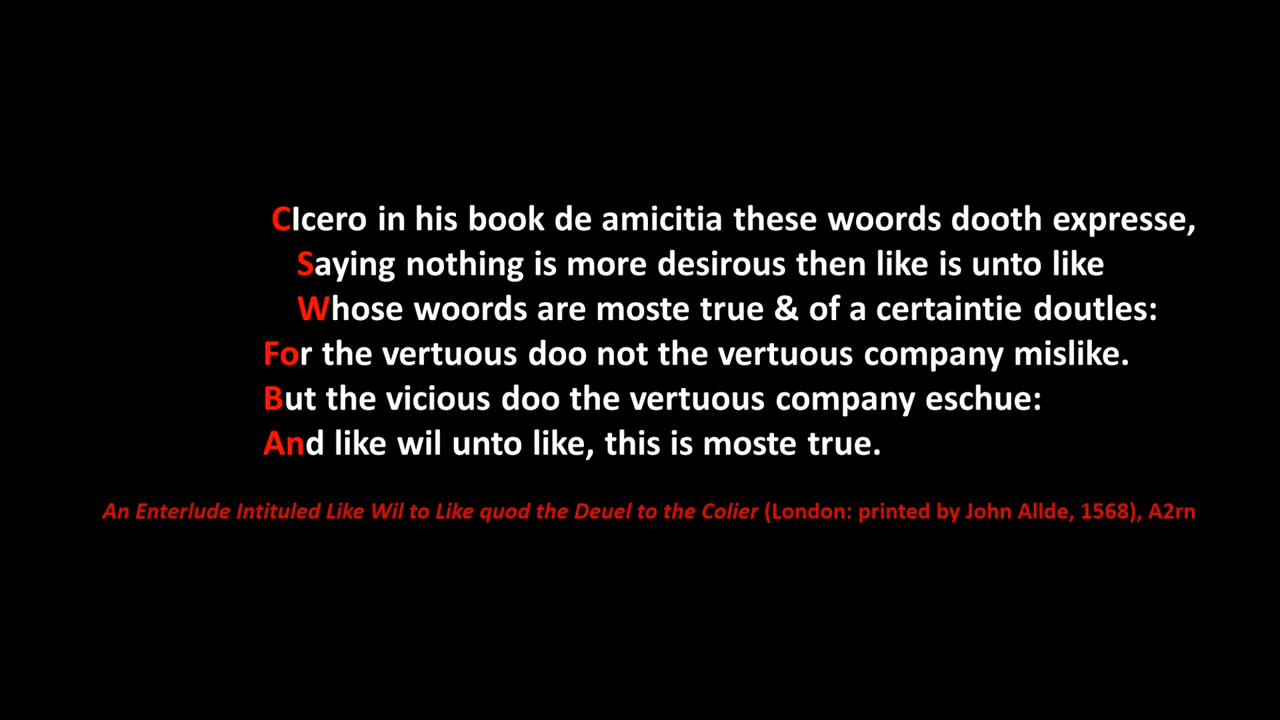 CIcero in his book de amicitia these woords dooth expresse,
Saying nothing is more desirous then like is unto like
Whose woords are moste true & of a certaintie doutles:
For the vertuous doo not the vertuous company mislike.
But the vicious doo the vertuous company eschue:
And like wil unto like, this is moste true.
An Enterlude Intituled Like Wil to Like quod the Deuel to the Colier (London: printed by John Allde, 1568), A2rn